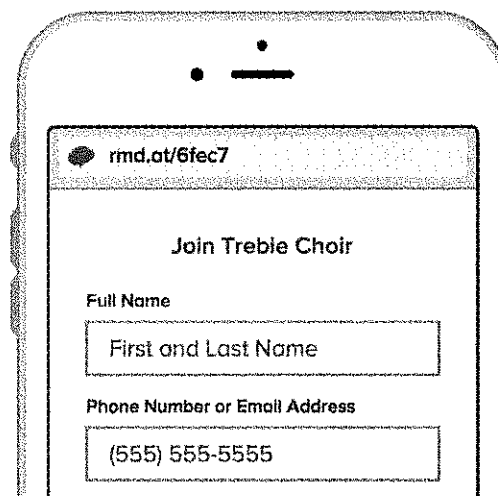 rmd.at/6fec7
Join Treble Choir
Full Name
First and Last Name
Phone Number or Email Address
(555) 555-5555